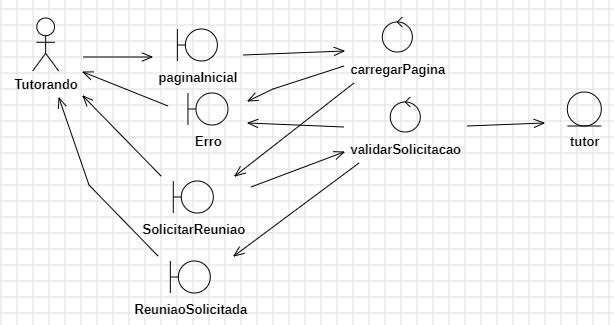 Tutorando
paginaInicial
carregarPagina
Erro
validarSolicitacao
tutor
SolicitarReuniao
ReuniaoSolicitada